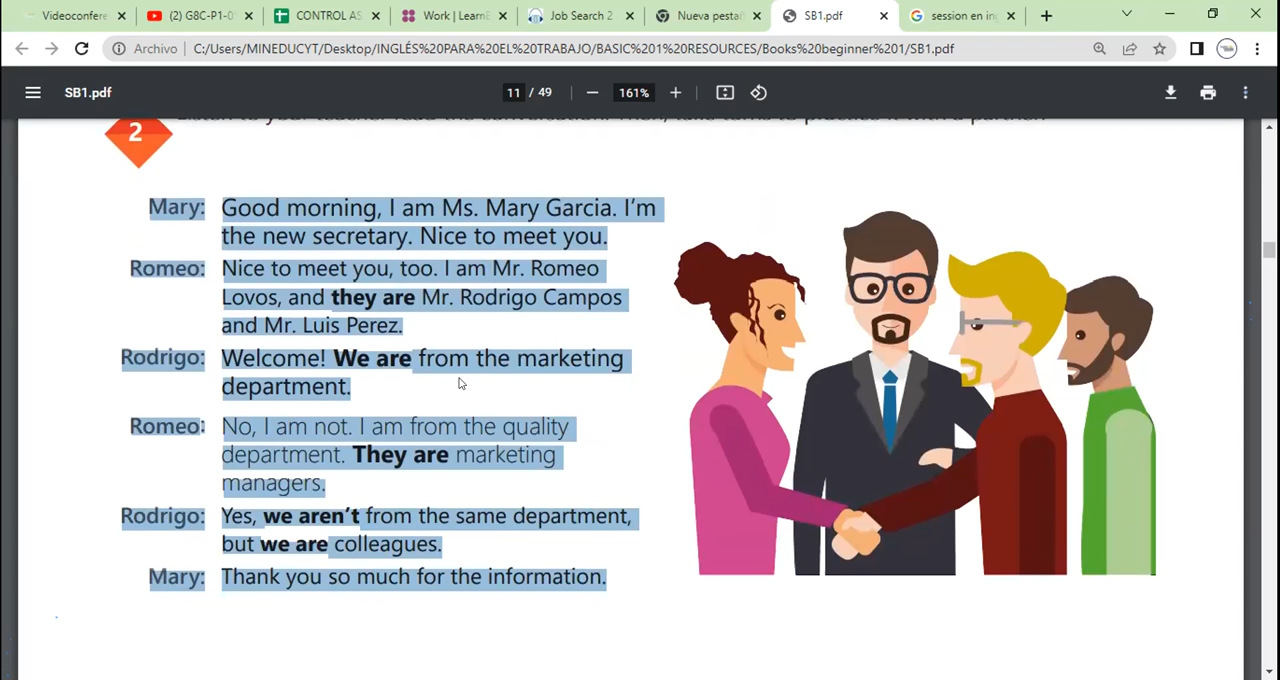 Videoconfere
(2) G8C-P1-0
CONTROL AS
Work | LearnE
Job Search 2
Nueva pestañ
SB1.pdf
session en in
Archivo
C:/Users/MINEDUCYT/Desktop/INGLÉS%20PARA%20EL%20TRABAJO/BASIC%201%20RESOURCES/Books%20beginner%201/SB1.pdf
SB1.pdf
11 / 49
161%
2
Mary: Good morning, I am Ms. Mary Garcia. I'm
the new secretary. Nice to meet you.
Romeo: Nice to meet you, too. I am Mr. Romeo
Lovos, and they are Mr. Rodrigo Campos
and Mr. Luis Perez.
Rodrigo: Welcome! We are from the marketing
department.
Romeo: No, I am not. I am from the quality
department. They are marketing
managers.
Rodrigo: Yes, we aren't from the same department,
but we are colleagues.
Mary: Thank you so much for the information.